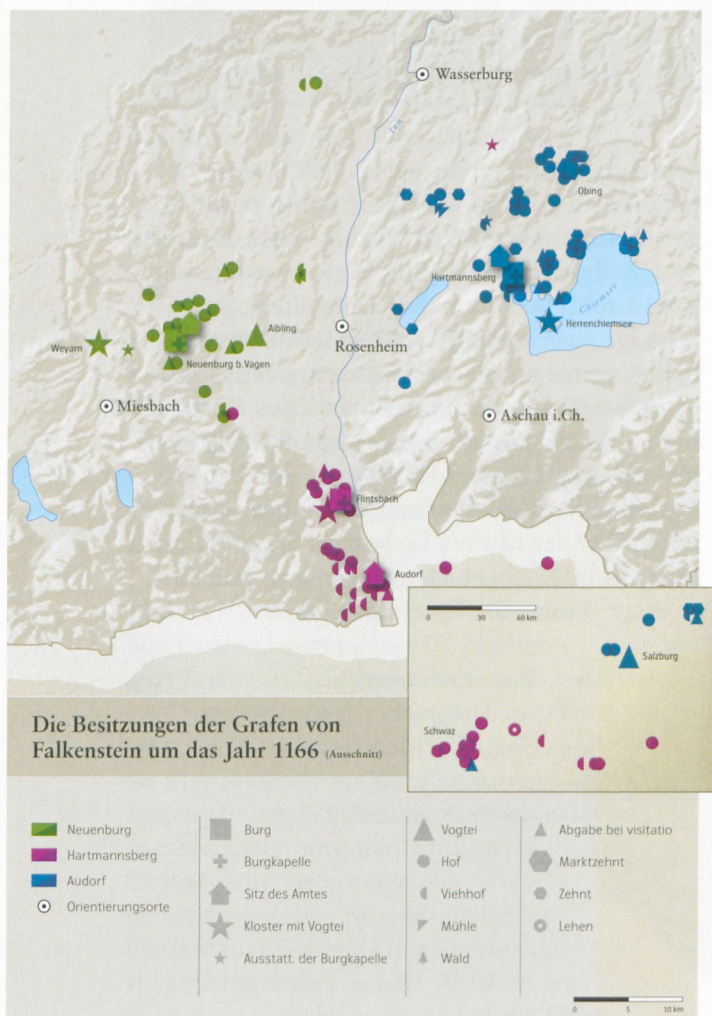 Wasserburg
Inn
Obing
Hartmannsberg
Chiemsee
Herrenchiemsee
Aibling
Rosenheim
Weyarn
Neuenburg b. Vagen
Miesbach
Aschau i.Ch.
Flintsbach
Audorf
0 30 60 km
Salzburg
Schwaz
Die Besitzungen der Grafen von
Falkenstein um das Jahr 1166 (Ausschnitt)
Neuenburg
Hartmannsberg
Audorf
Orientierungsorte
Burg
Burgkapelle
Sitz des Amtes
Kloster mit Vogtei
Ausstatt. der Burgkapelle
Vogtei
Hof
Viehhof
Mühle
Wald
Abgabe bei visitatio
Marktzehnt
Zehnt
Lehen
0 5 10 km